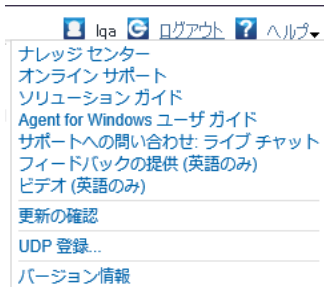 lqa ログアウト ? ヘルプ
ナレッジ センター
オンライン サポート
ソリューション ガイド
Agent for Windows ユーザ ガイド
サポートへの問い合わせ: ライブ チャット
フィードバックの提供 (英語のみ)
ビデオ (英語のみ)
更新の確認
UDP 登録...
バージョン情報